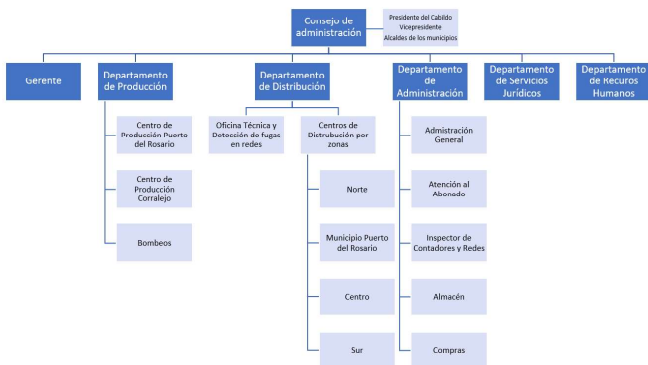 Consejo de
administración
Presidente del Cabildo
Vicepresidente
Alcaldes de los municipios
Gerente
Departamento
de Producción
Departamento
de Distribución
Departamento
de
Administración
Departamento
de Servicios
Jurídicos
Departamento
de Recuros
Humanos
Centro de
Producción Puerto
del Rosario
Centro de
Producción
Corralejo
Bombeos
Oficina Técnica y
Detección de fugas
en redes
Centros de
Distrubución por
zonas
Norte
Municipio Puerto
del Rosario
Centro
Sur
Admistración
General
Atención al
Abonado
Inspector de
Contadores y Redes
Almacén
Compras